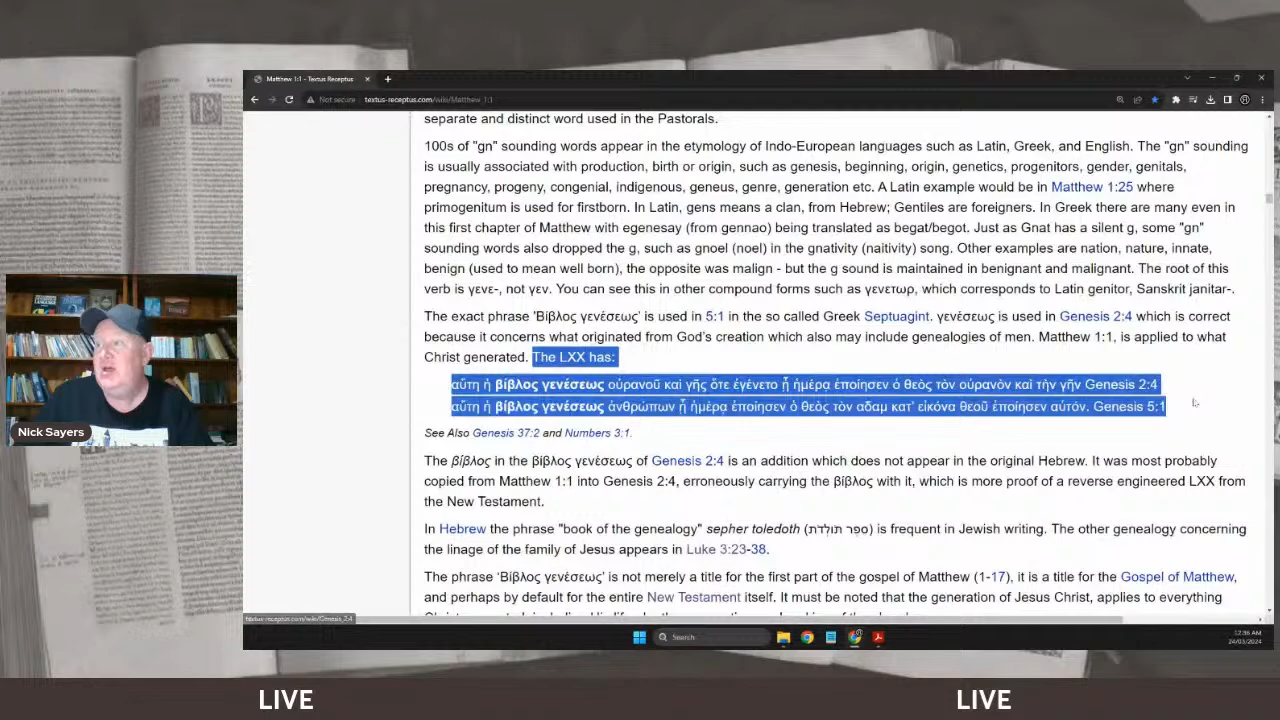 Matthew 1:1 - Textus Receptus
Not secure textus-receptus.com/wiki/Matthew_1:1
separate and distinct word used in the Pastorals.
100s of "gn" sounding words appear in the etymology of Indo-European languages such as Latin, Greek, and English. The "gn" sounding
is usually associated with produce, birth or origin such as genesis, beginning, origin, genetics, progenitor, gender, genitals,
pregnancy, progeny, congenial, indigenous, geneus, genre, generation etc. A Latin example would be in Matthew 1:25 where
primogenitus is used for firstborn. In Latin, gene distinguished from Hebrew; Gentiles are foreigners. In Greek there are many even in
this first chapter of Matthew with egennesay (from gennao) being translated as begat/begot. Just as Gnat has a silent g, some "gn"
sounding words also dropped the g, such as gnoel (noel) in the gnativity (naitivity) song. Other examples are nation, nature, innate,
benign (used to mean well born), the opposite was malign - but the g sound is maintained in benignant and malignant. The root of this
verb is γενε-, not γεν. You can see this in other compound forms such as γενετωρ, which corresponds to Latin genitor, Sanskrit janitar-.
The exact phrase 'Βίβλος γενέσεως' is used in 5:1 in the so called Greek Septuagint. γενέσεως is used in Genesis 2:4 which is correct
because it concerns what originated from God's creation which also may include genealogies of men. Matthew 1:1, is applied to what
Christ generated. The LXX has:
αὕτη ἡ βίβλος γενέσεως οὐρανοῦ καὶ γῆς ὅτε ἐγένετο ᾗ ἡμέρᾳ ἐποίησεν ὁ θεὸς τὸν οὐρανὸν καὶ τὴν γῆν Genesis 2:4
αὕτη ἡ βίβλος γενέσεως ἀνθρώπων ᾗ ἡμέρᾳ ἐποίησεν ὁ θεὸς τὸν αδαμ κατ' εἰκόνα θεοῦ ἐποίησεν αὐτόν. Genesis 5:1
See Also Genesis 37:2 and Numbers 3:1.
The βίβλος in the βίβλος γενέσεως of Genesis 2:4 is an addition which does not appear in the original Hebrew. It was most probably
copied from Matthew 1:1 into Genesis 2:4, erroneously carrying the βίβλος with it, which is more proof of a reverse engineered LXX from
the New Testament.
In Hebrew the phrase "book of the genealogy" sepher toledoth (ספר תולדת) is frequent in Jewish writing. The other genealogy concerning
the linage of the family of Jesus appears in Luke 3:23-38.
The phrase 'Βίβλος γενέσεως' is not merely a title for the first part of the gospel of Matthew (1-17), it is a title for the Gospel of Matthew,
and perhaps by default for the entire New Testament itself. It must be noted that the generation of Jesus Christ, applies to everything
textus-receptus.com/wiki/Genesis_2:4
Search
12:36 AM
24/03/2024
Nick Sayers
LIVE
LIVE